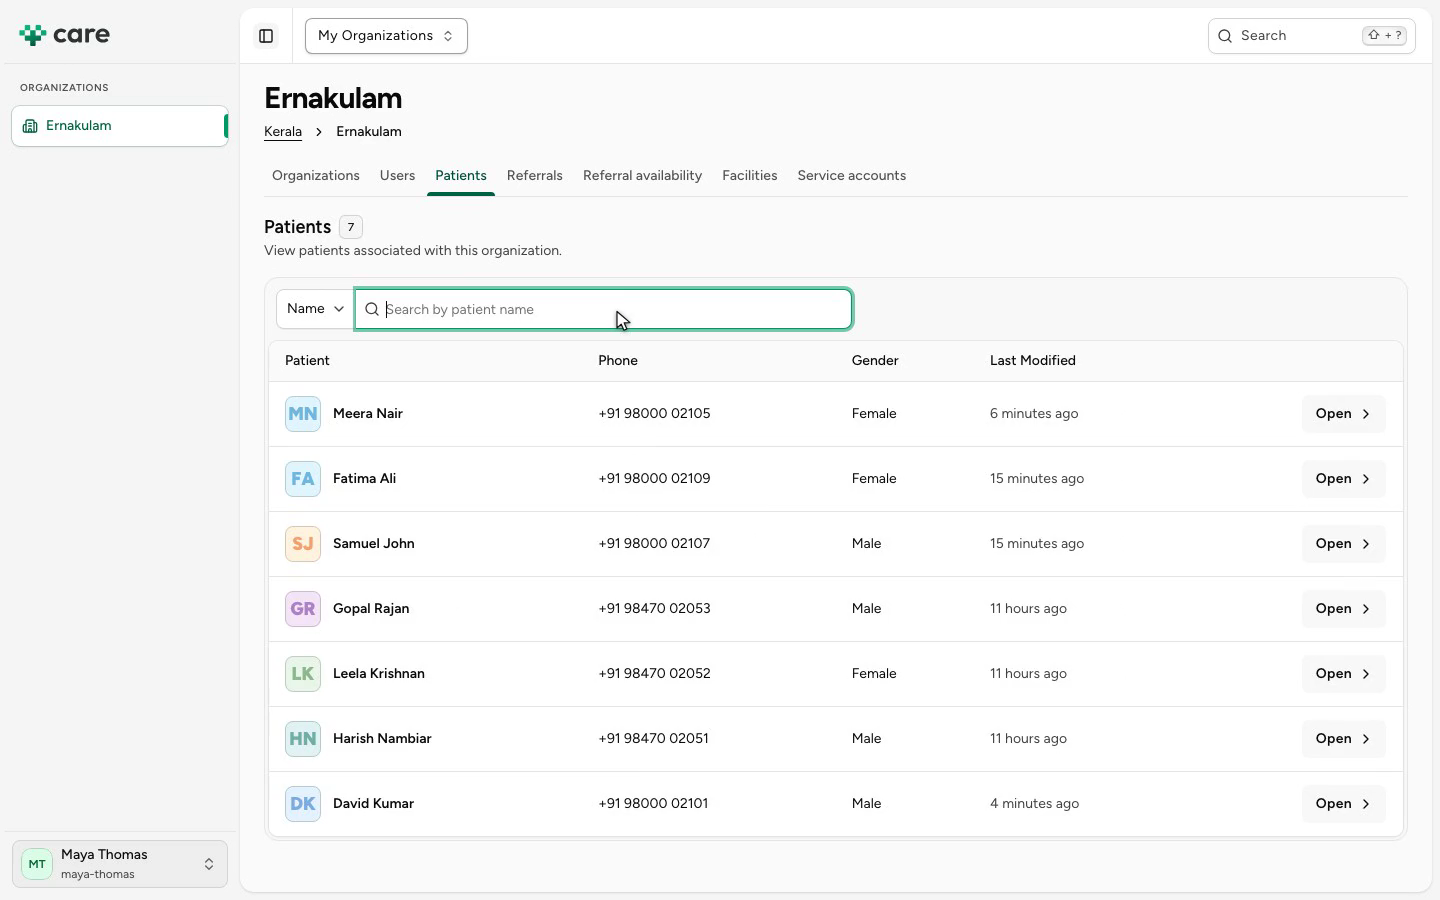 care
My Organizations
Search
⇧ + ?
ORGANIZATIONS
Ernakulam
Ernakulam
Kerala > Ernakulam
Organizations Users Patients Referrals Referral availability Facilities Service accounts
Patients 7
View patients associated with this organization.
Name Search by patient name
Patient Phone Gender Last Modified
MN Meera Nair +91 98000 02105 Female 6 minutes ago Open
FA Fatima Ali +91 98000 02109 Female 15 minutes ago Open
SJ Samuel John +91 98000 02107 Male 15 minutes ago Open
GR Gopal Rajan +91 98470 02053 Male 11 hours ago Open
LK Leela Krishnan +91 98470 02052 Female 11 hours ago Open
HN Harish Nambiar +91 98470 02051 Male 11 hours ago Open
DK David Kumar +91 98000 02101 Male 4 minutes ago Open
MT Maya Thomas
maya-thomas